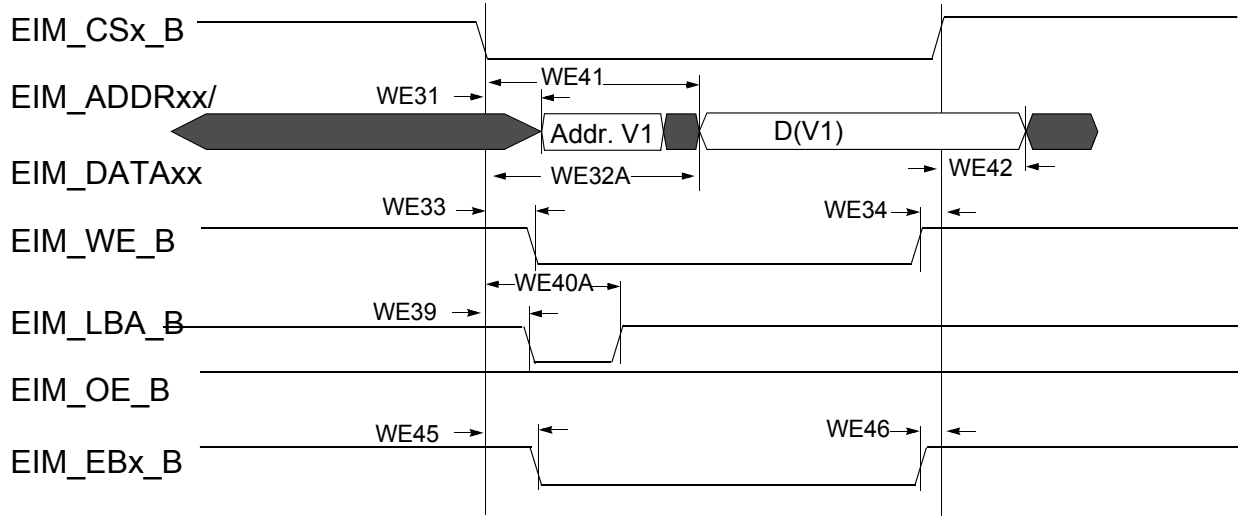 EIM_CSx_B
WE41
EIM_ADDRxx/
WE31
Addr. V1
D(V1)
EIM_DATAxx
WE32A
WE42
WE33
WE34
EIM_WE_B
WE40A
WE39
EIM_LBA_B
EIM_OE_B
WE45
WE46
EIM_EBx_B